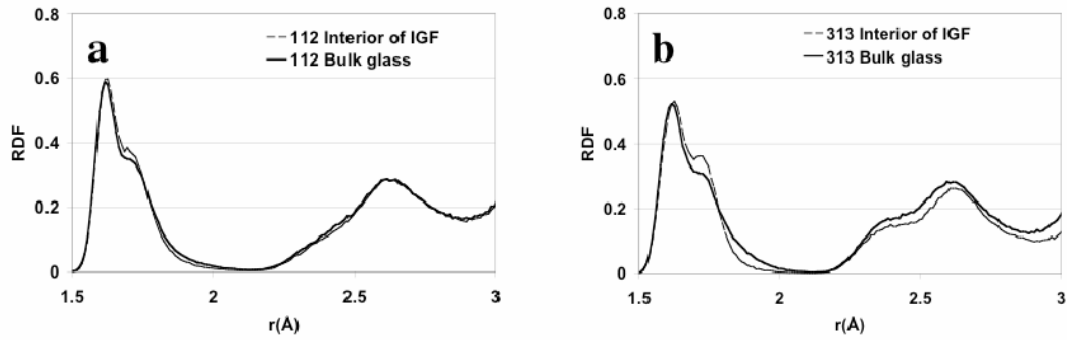 0.8
a
112 Interior of IGF
112 Bulk glass
0.6
RDF
0.4
0.2
0
1.5
2
2.5
3
r(Å)
0.8
b
313 Interior of IGF
313 Bulk glass
0.6
RDF
0.4
0.2
0
1.5
2
2.5
3
r(Å)